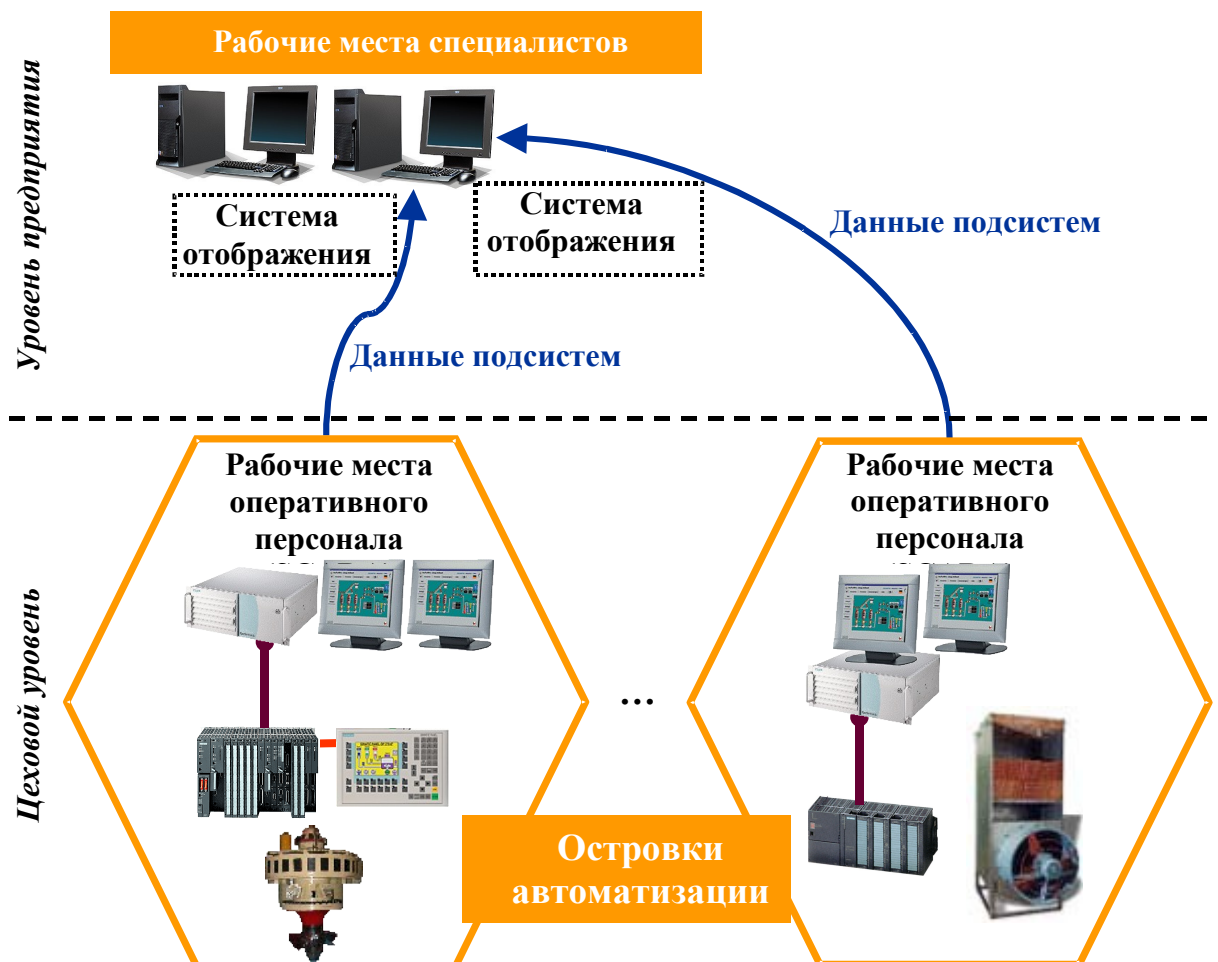 Рабочие места специалистов
Уровень предприятия
Система
отображения
Система
отображения
Данные подсистем
Данные подсистем
Рабочие места
оперативного
персонала
Рабочие места
оперативного
персонала
...
Цеховой уровень
Островки
автоматизации